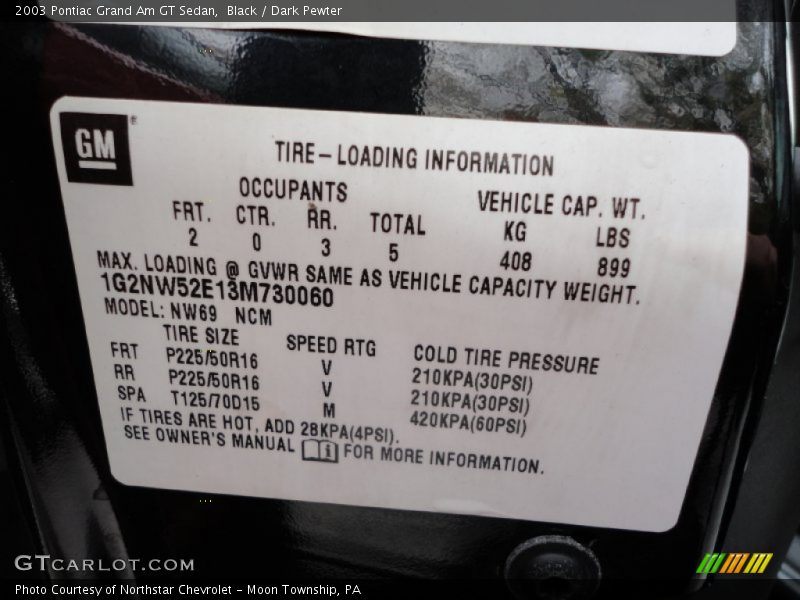 2003 Pontiac Grand Am GT Sedan, Black / Dark Pewter
GM®
TIRE-LOADING INFORMATION
OCCUPANTS VEHICLE CAP. WT.
FRT. CTR. RR. TOTAL KG LBS
2 0 3 5 408 899
MAX. LOADING @ GVWR SAME AS VEHICLE CAPACITY WEIGHT.
1G2NW52E13M730060
MODEL: NW69 NCM
TIRE SIZE SPEED RTG COLD TIRE PRESSURE
FRT P225/50R16 V 210KPA(30PSI)
RR P225/50R16 V 210KPA(30PSI)
SPA T125/70D15 M 420KPA(60PSI)
IF TIRES ARE HOT, ADD 28KPA(4PSI).
SEE OWNER'S MANUAL i FOR MORE INFORMATION.
GTCARLOT.COM
Photo Courtesy of Northstar Chevrolet - Moon Township, PA